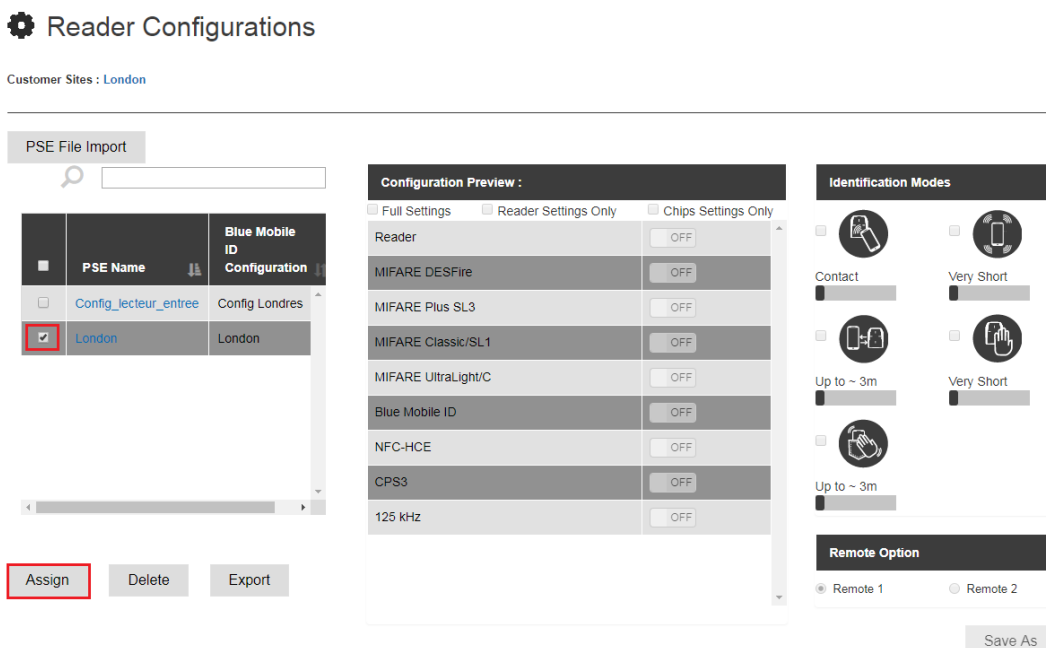 Reader Configurations
Customer Sites : London
PSE File Import
PSE Name
Blue Mobile
ID
Configuration
Config_lecteur_entree Config Londres
London London
Assign Delete Export
Configuration Preview :
Full Settings Reader Settings Only Chips Settings Only
Reader OFF
MIFARE DESFire OFF
MIFARE Plus SL3 OFF
MIFARE Classic/SL1 OFF
MIFARE UltraLight/C OFF
Blue Mobile ID OFF
NFC-HCE OFF
CPS3 OFF
125 kHz OFF
Identification Modes
Contact Very Short
Up to ~ 3m Very Short
Up to ~ 3m
Remote Option
Remote 1 Remote 2
Save As